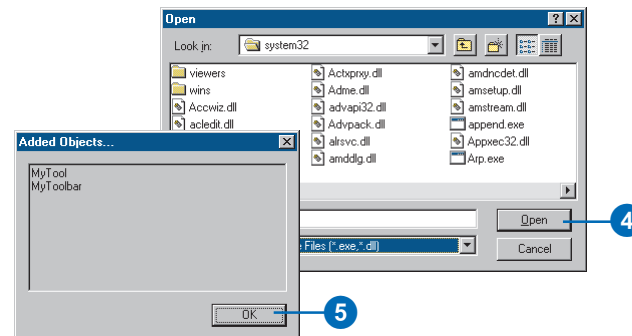 Open
Look in: system32
viewers
wins
Accwiz.dll
acledit.dll
Actxprxy.dll
Adme.dll
advapi32.dll
Advpack.dll
alrsvc.dll
amddlg.dll
amdncdet.dll
amsetup.dll
amstream.dll
append.exe
Appxec32.dll
Arp.exe
Open
4
Files (*.exe,*.dll)
Cancel
Added Objects...
MyTool
MyToolbar
OK
5